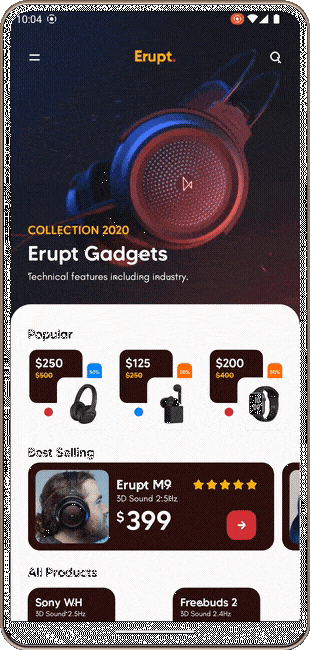 10:04
Erupt.
COLLECTION 2020
Erupt Gadgets
Technical features including industry.
Popular
$250
$500
50%
$125
$250
$200
$400
Best Selling
Erupt M9
3D Sound 2.5Hz
$399
All Products
Sony WH
3D Sound 2.5Hz
Freebuds 2
3D Sound 2.4Hz